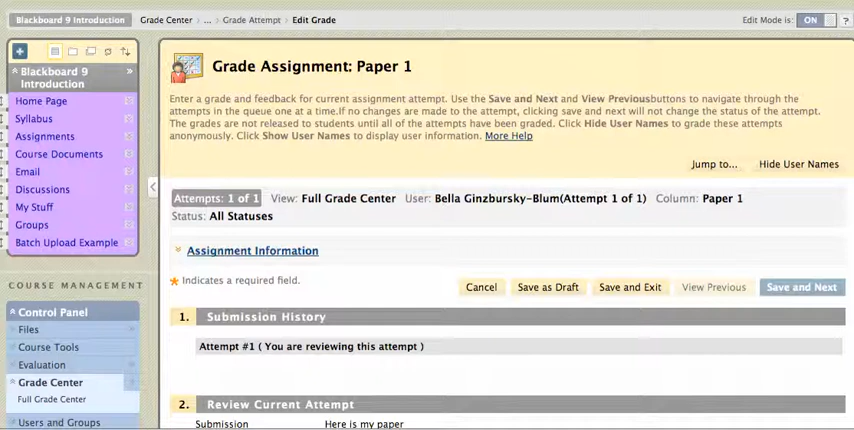 Blackboard 9 Introduction Grade Center > ... > Grade Attempt > Edit Grade Edit Mode is: ON ?
Blackboard 9
Introduction
Home Page
Syllabus
Assignments
Course Documents
Email
Discussions
My Stuff
Groups
Batch Upload Example
COURSE MANAGEMENT
Control Panel
Files
Course Tools
Evaluation
Grade Center
Full Grade Center
Users and Groups
Grade Assignment: Paper 1
Enter a grade and feedback for current assignment attempt. Use the Save and Next and View Previousbuttons to navigate through the
attempts in the queue one at a time.If no changes are made to the attempt, clicking save and next will not change the status of the attempt.
The grades are not released to students until all of the attempts have been graded. Click Hide User Names to grade these attempts
anonymously. Click Show User Names to display user information. More Help
Jump to... Hide User Names
Attempts: 1 of 1 View: Full Grade Center User: Bella Ginzbursky-Blum(Attempt 1 of 1) Column: Paper 1
Status: All Statuses
Assignment Information
* Indicates a required field.
Cancel Save as Draft Save and Exit View Previous Save and Next
1. Submission History
Attempt #1 ( You are reviewing this attempt )
2. Review Current Attempt
Submission Here is my paper